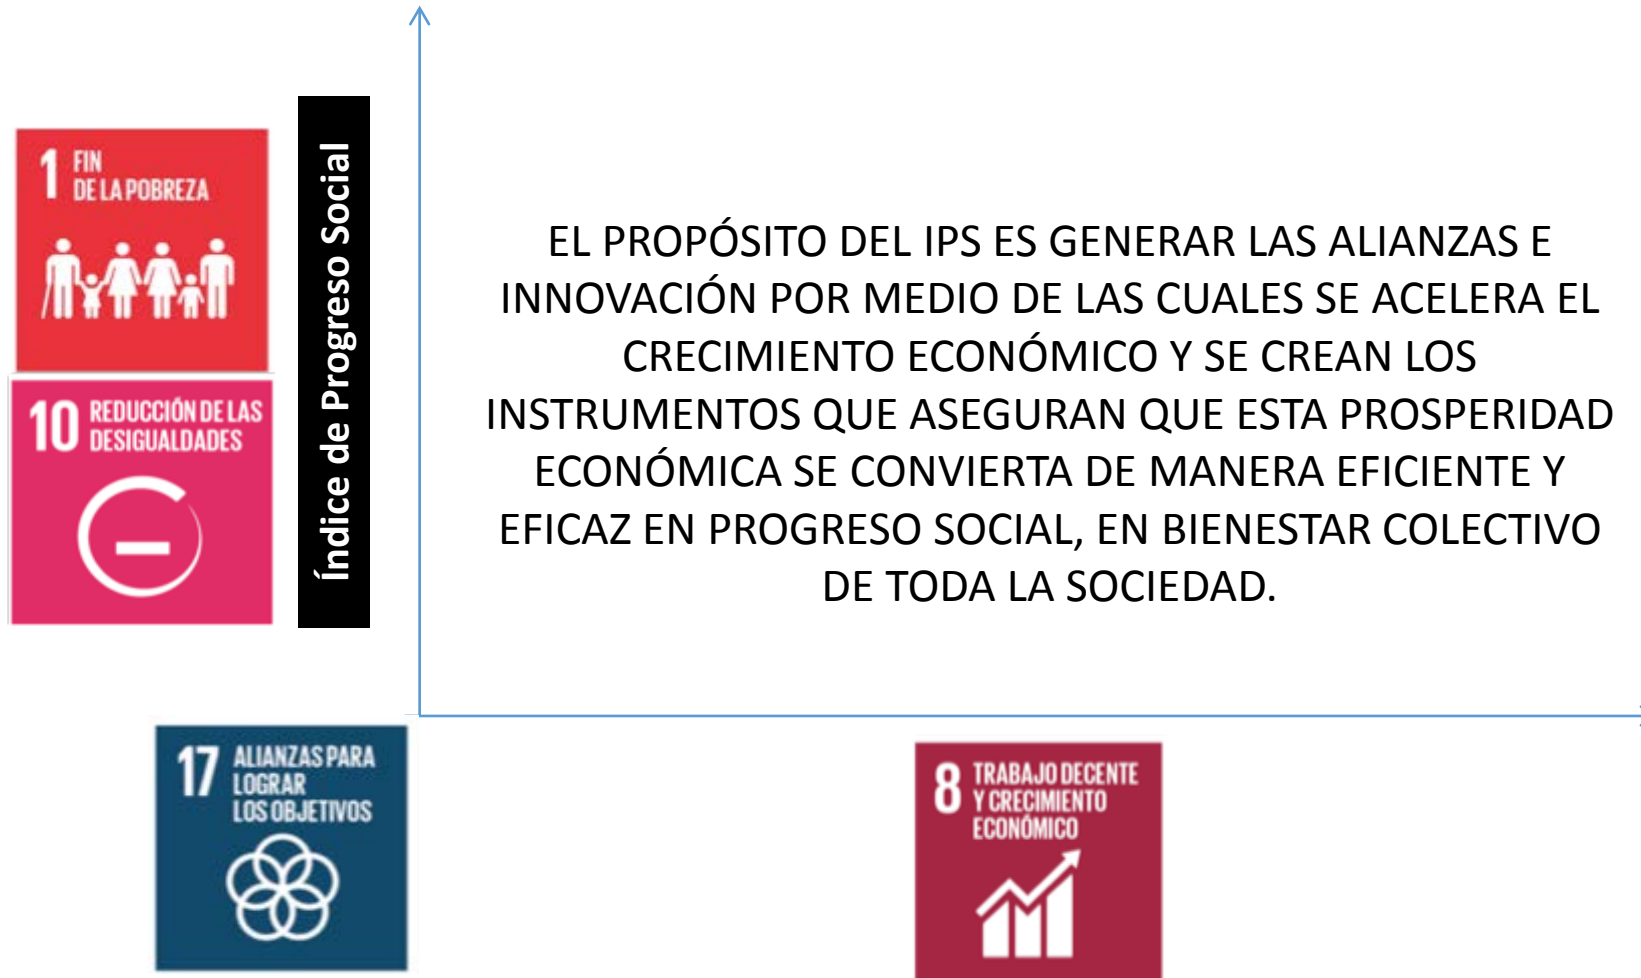 1 FIN
DE LA POBREZA
10 REDUCCIÓN DE LAS
DESIGUALDADES
Índice de Progreso Social
EL PROPÓSITO DEL IPS ES GENERAR LAS ALIANZAS E
INNOVACIÓN POR MEDIO DE LAS CUALES SE ACELERA EL
CRECIMIENTO ECONÓMICO Y SE CREAN LOS
INSTRUMENTOS QUE ASEGURAN QUE ESTA PROSPERIDAD
ECONÓMICA SE CONVIERTA DE MANERA EFICIENTE Y
EFICAZ EN PROGRESO SOCIAL, EN BIENESTAR COLECTIVO
DE TODA LA SOCIEDAD.
17 ALIANZAS PARA
LOGRAR
LOS OBJETIVOS
8 TRABAJO DECENTE
Y CRECIMIENTO
ECONÓMICO